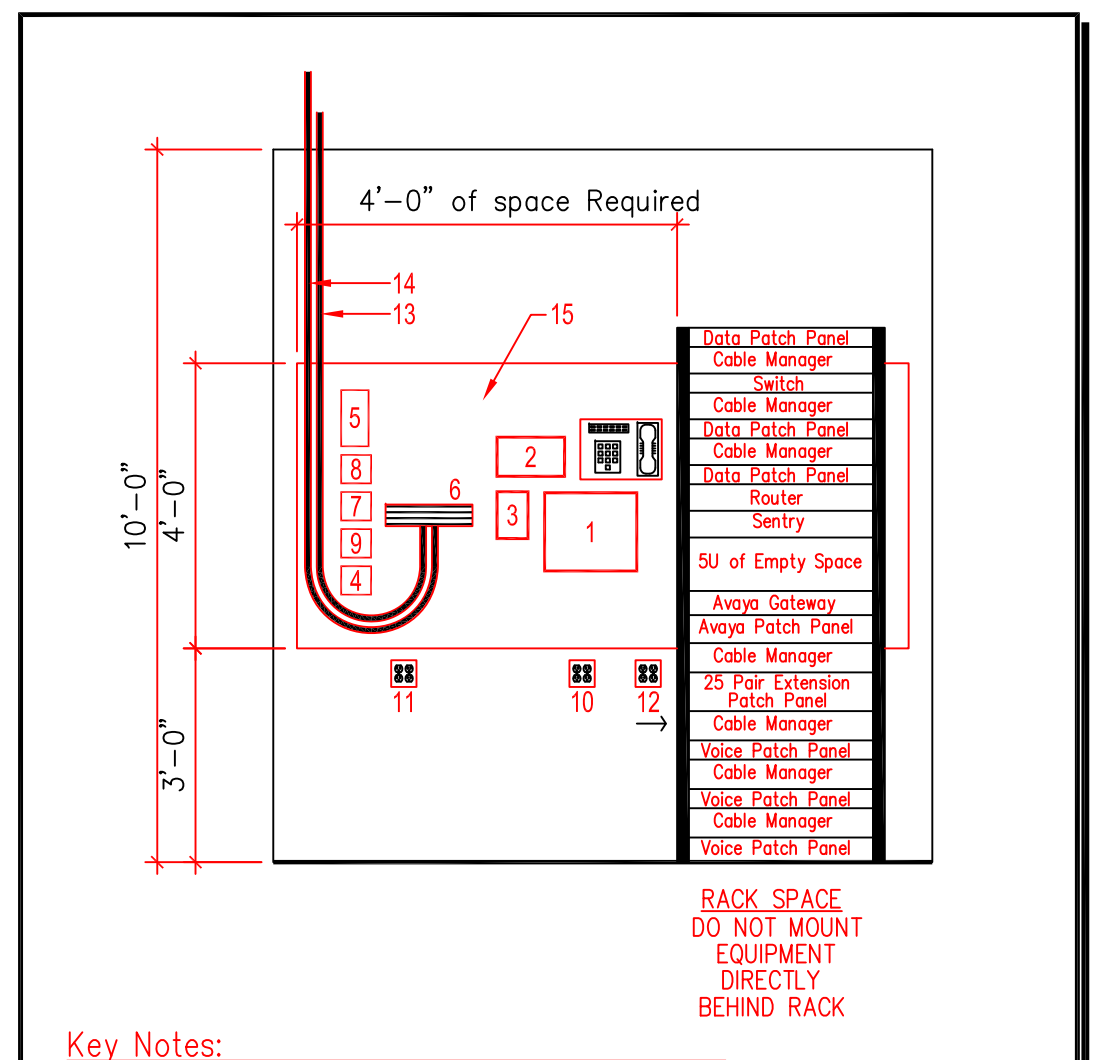 4'-0" of space Required
14
13
15
10'-0"
4'-0"
3'-0"
5
8
7
9
4
6
2
3
1
11
10
12
Data Patch Panel
Cable Manager
Switch
Cable Manager
Data Patch Panel
Cable Manager
Data Patch Panel
Router
Sentry
5U of Empty Space
Avaya Gateway
Avaya Patch Panel
Cable Manager
25 Pair Extension
Patch Panel
Cable Manager
Voice Patch Panel
Cable Manager
Voice Patch Panel
Cable Manager
Voice Patch Panel
RACK SPACE
DO NOT MOUNT
EQUIPMENT
DIRECTLY
BEHIND RACK
Key Notes: